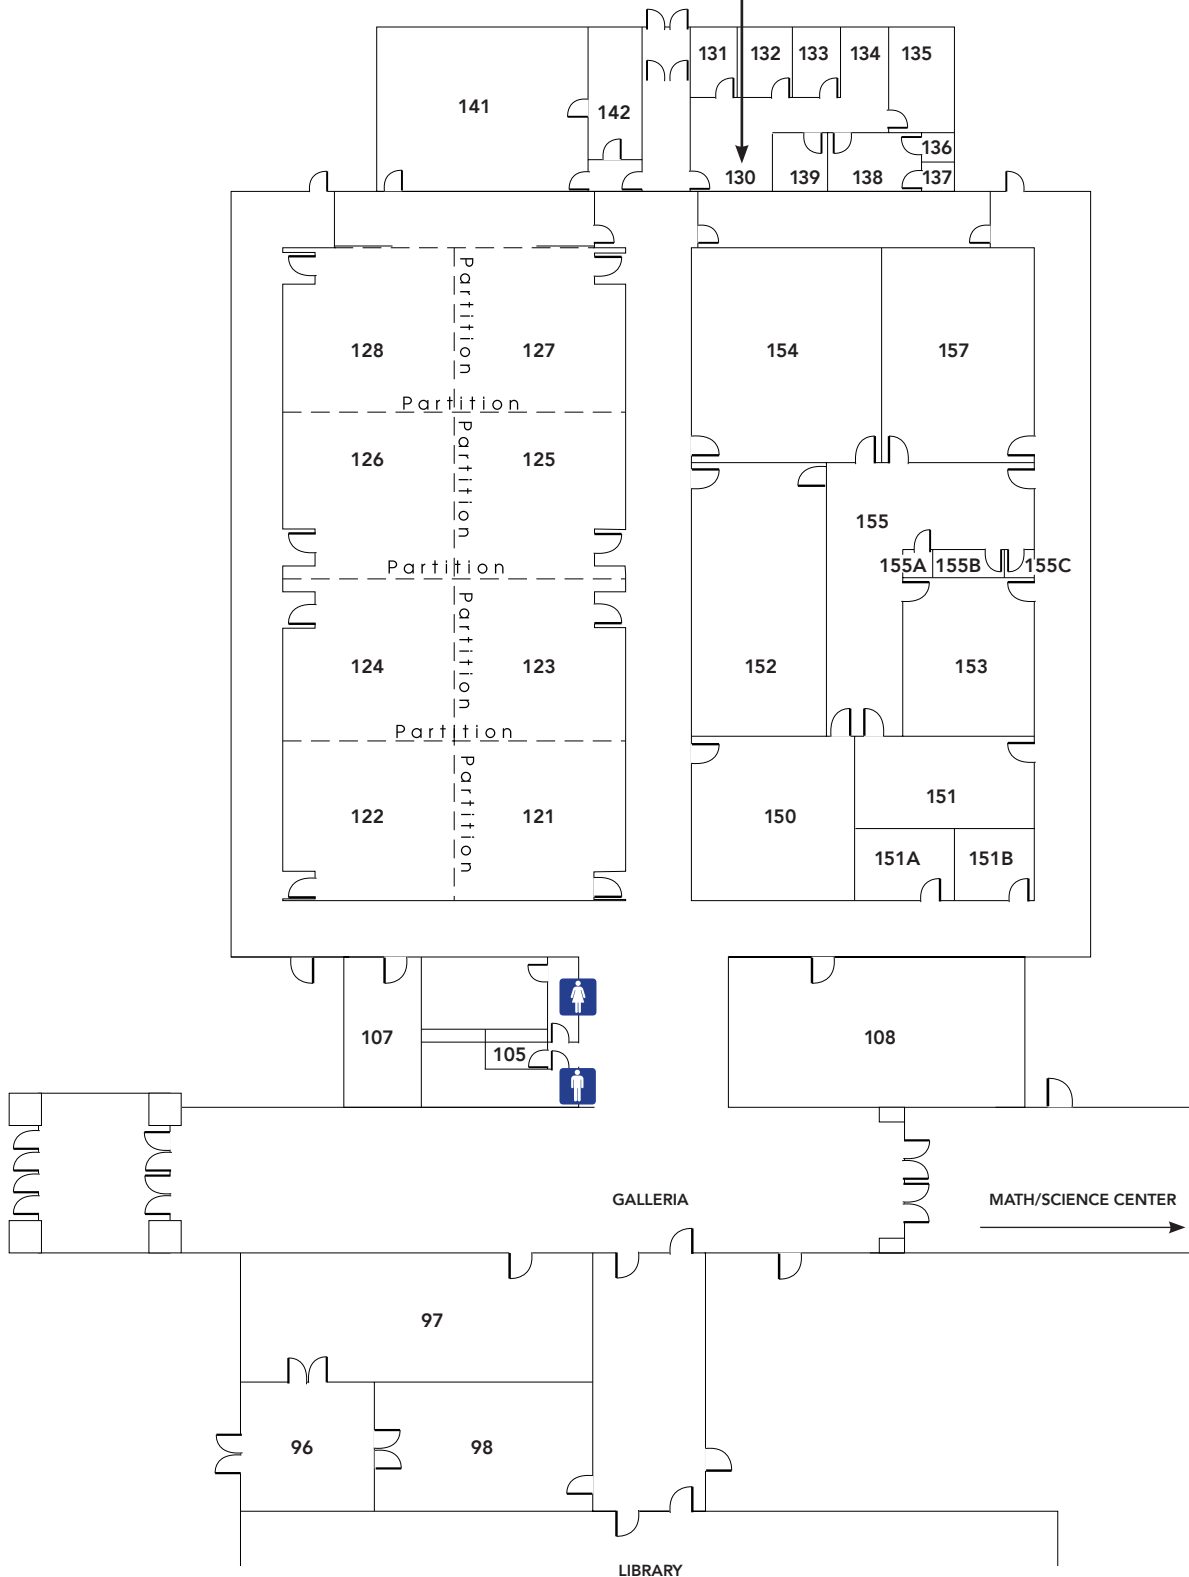 131 132 133 134 135
141
142
136
130 139 138 137
Partition
128 127 154 157
Partition
Partition
126 125
155
155A 155B 155C
Partition
Partition
124 123 152 153
Partition
Partition
151
122 121 150
151A 151B
107 105 108
GALLERIA MATH/SCIENCE CENTER
97
96 98
LIBRARY